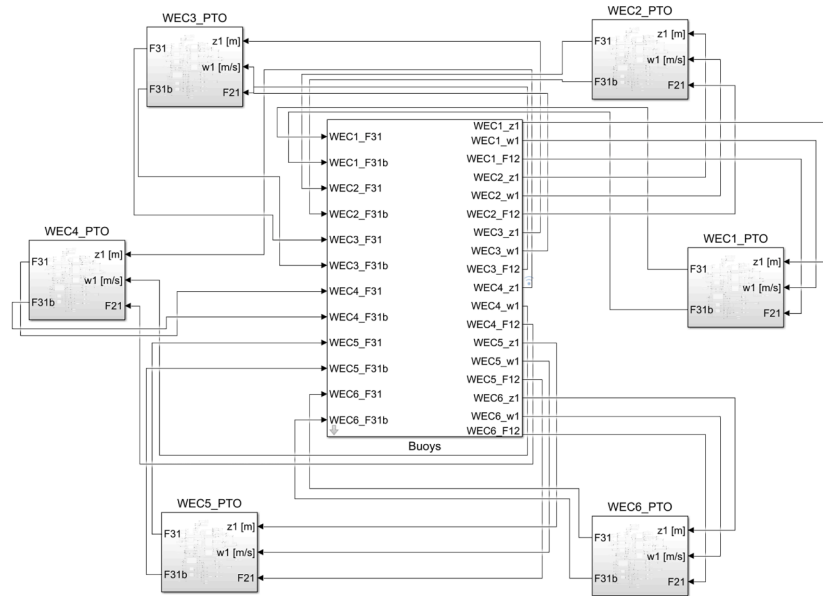 WEC3_PTO
F31
F31b
z1 [m]
w1 [m/s]
F21
WEC2_PTO
F31
F31b
z1 [m]
w1 [m/s]
F21
WEC4_PTO
F31
F31b
z1 [m]
w1 [m/s]
F21
WEC1_F31
WEC1_F31b
WEC2_F31
WEC2_F31b
WEC3_F31
WEC3_F31b
WEC4_F31
WEC4_F31b
WEC5_F31
WEC5_F31b
WEC6_F31
WEC6_F31b
WEC1_z1
WEC1_w1
WEC1_F12
WEC2_z1
WEC2_w1
WEC2_F12
WEC3_z1
WEC3_w1
WEC3_F12
WEC4_z1
WEC4_w1
WEC4_F12
WEC5_z1
WEC5_w1
WEC5_F12
WEC6_z1
WEC6_w1
WEC6_F12
Buoys
WEC1_PTO
F31
F31b
z1 [m]
w1 [m/s]
F21
WEC5_PTO
F31
F31b
z1 [m]
w1 [m/s]
F21
WEC6_PTO
F31
F31b
z1 [m]
w1 [m/s]
F21